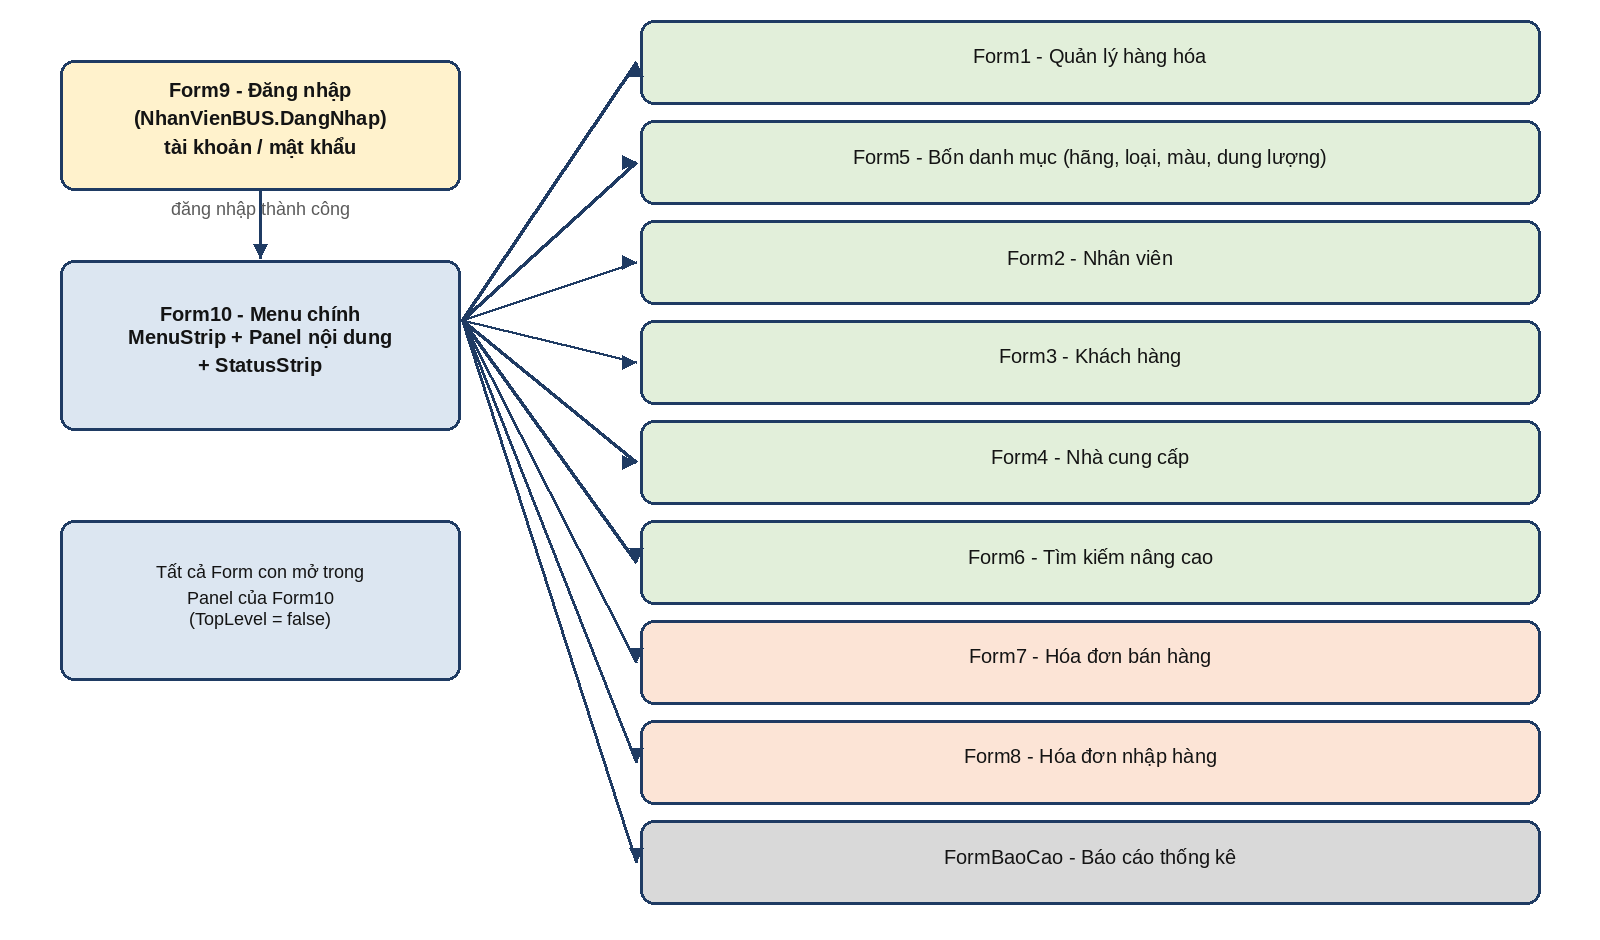 Form9 - Đăng nhập
(NhanVienBUS.DangNhap)
tài khoản / mật khẩu
đăng nhập thành công
Form10 - Menu chính
MenuStrip + Panel nội dung
+ StatusStrip
Tất cả Form con mở trong
Panel của Form10
(TopLevel = false)
Form1 - Quản lý hàng hóa
Form5 - Bốn danh mục (hãng, loại, màu, dung lượng)
Form2 - Nhân viên
Form3 - Khách hàng
Form4 - Nhà cung cấp
Form6 - Tìm kiếm nâng cao
Form7 - Hóa đơn bán hàng
Form8 - Hóa đơn nhập hàng
FormBaoCao - Báo cáo thống kê